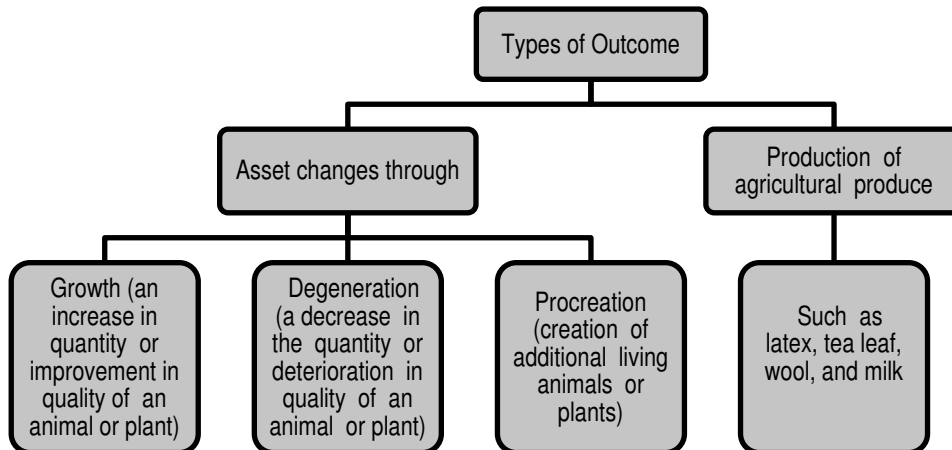 Types of Outcome
Asset changes through
Production of
agricultural produce
Growth (an
increase in
quantity or
improvement in
quality of an
animal or plant)
Degeneration
(a decrease in
the quantity or
deterioration in
quality of an
animal or plant)
Procreation
(creation of
additional living
animals or
plants)
Such as
latex, tea leaf,
wool, and milk